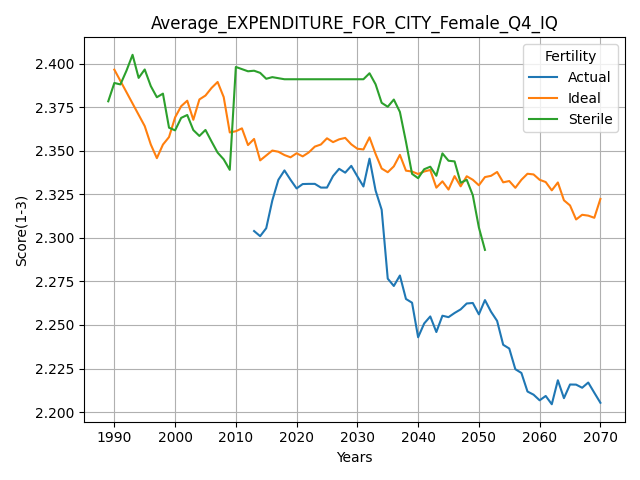 Average_EXPENDITURE_FOR_CITY_Female_Q4_IQ
Fertility
Actual
Ideal
Sterile
Score(1-3)
2.400
2.375
2.350
2.325
2.300
2.275
2.250
2.225
2.200
1990 2000 2010 2020 2030 2040 2050 2060 2070
Years